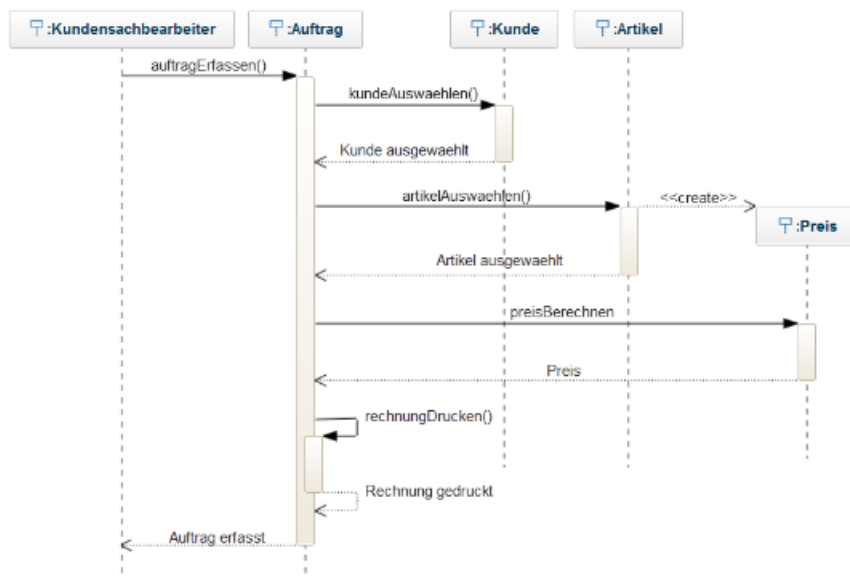 :Kundensachbearbeiter
:Auftrag
:Kunde
:Artikel
auftragErfassen()
kundeAuswaehlen()
Kunde ausgewaehlt
artikelAuswaehlen()
<<create>>
:Preis
Artikel ausgewaehlt
preisBerechnen
Preis
rechnungDrucken()
Rechnung gedruckt
Auftrag erfasst